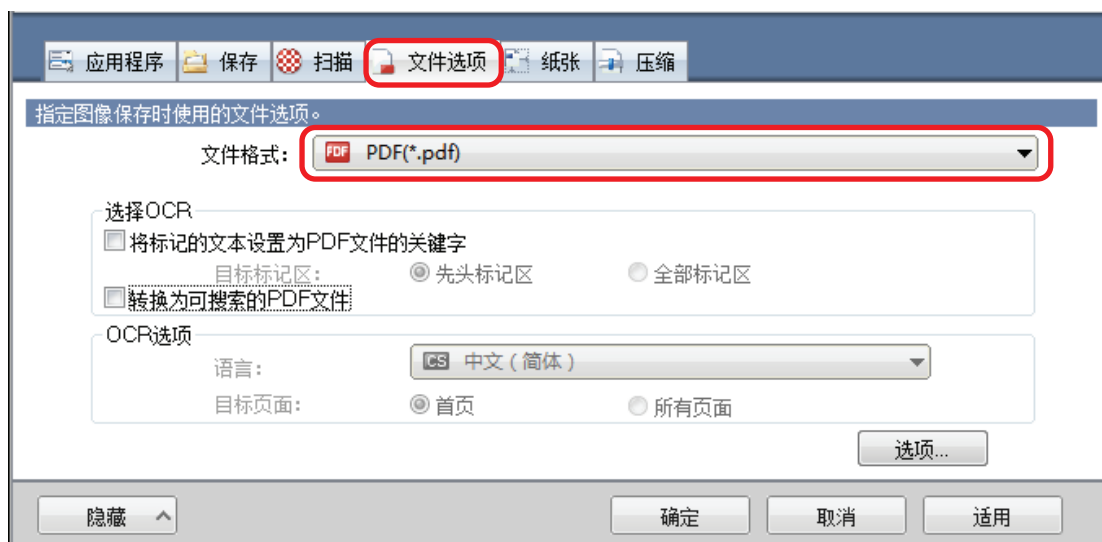 应用程序 保存 扫描 文件选项 纸张 压缩
指定图像保存时使用的文件选项。
文件格式： PDF PDF(*.pdf)
选择OCR
将标记的文本设置为PDF文件的关键字
目标标记区： 先头标记区 全部标记区
转换为可搜索的PDF文件
OCR选项
语言： CS 中文（简体）
目标页面： 首页 所有页面
选项...
隐藏 确定 取消 适用